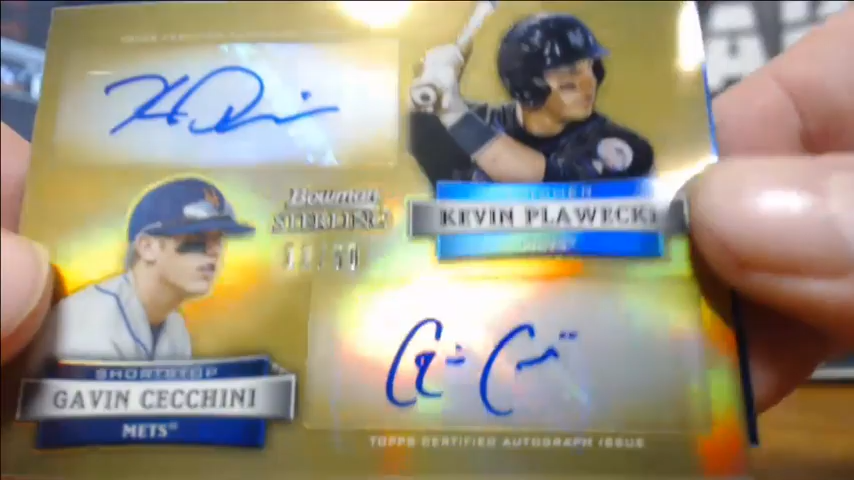 Bowman
STERLING
KEVIN PLAWECKI
GAVIN CECCHINI
SHORTSTOP
METS
TOPPS CERTIFIED AUTOGRAPH ISSUE